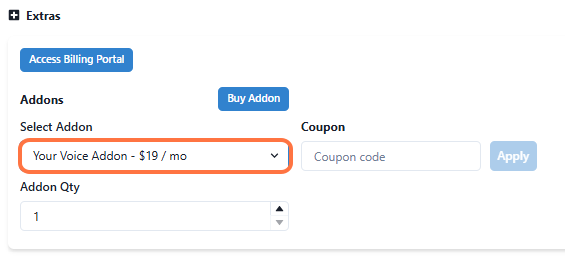 Extras
Access Billing Portal
Addons
Buy Addon
Select Addon
Coupon
Your Voice Addon - $19 / mo
Coupon code
Apply
Addon Qty
1